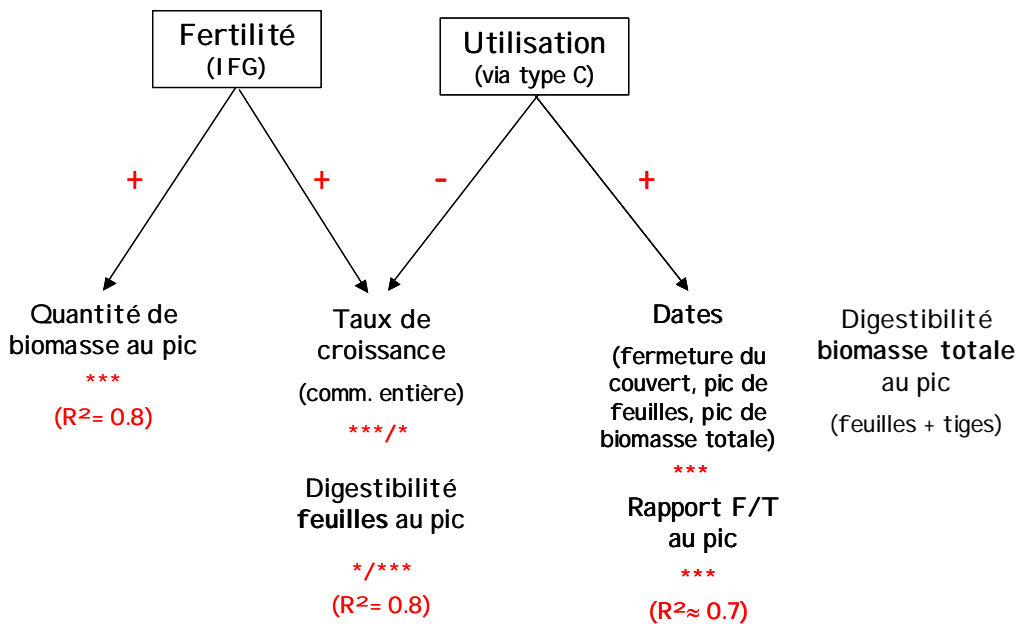 Fertilité
(IFG)
Utilisation
(via type C)
+
+
-
+
Quantité de
biomasse au pic
***
(R²= 0.8)
Taux de
croissance
(comm. entière)
***/*
Digestibilité
feuilles au pic
*/***
(R²= 0.8)
Dates
(fermeture du
couvert, pic de
feuilles, pic de
biomasse totale)
***
Rapport F/T
au pic
***
(R²≈ 0.7)
Digestibilité
biomasse totale
au pic
(feuilles + tiges)